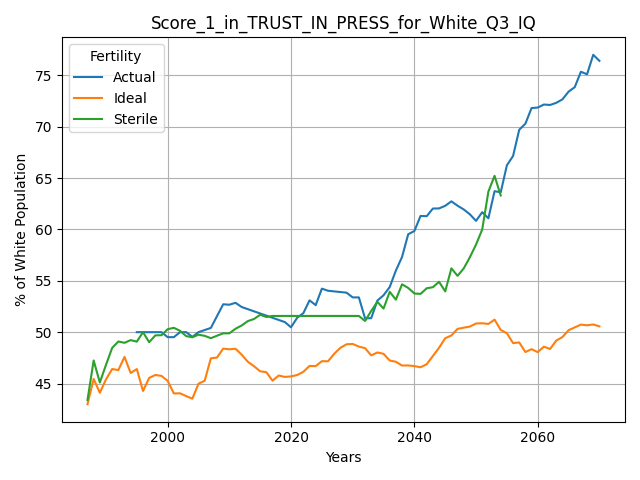 Score_1_in_TRUST_IN_PRESS_for_White_Q3_IQ
Fertility
Actual
Ideal
Sterile
% of White Population
75
70
65
60
55
50
45
2000
2020
2040
2060
Years